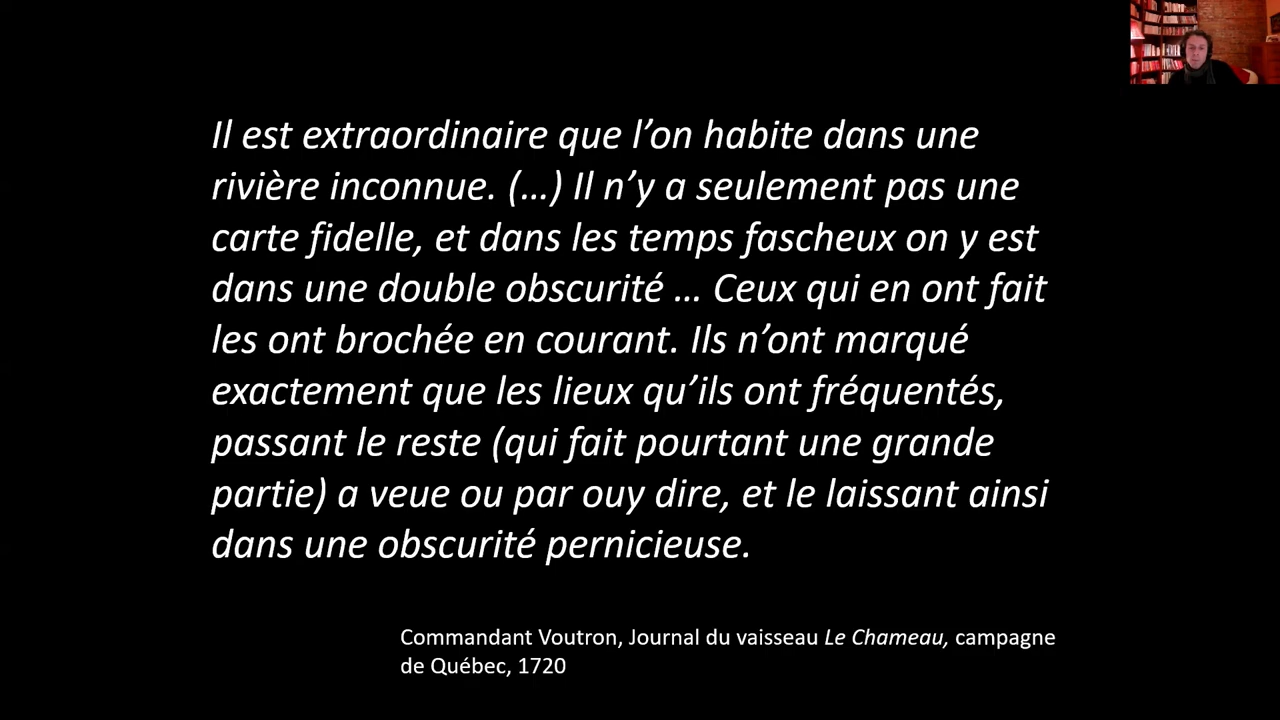 Il est extraordinaire que l’on habite dans une
rivière inconnue. (…) Il n’y a seulement pas une
carte fidelle, et dans les temps fascheux on y est
dans une double obscurité … Ceux qui en ont fait
les ont brochée en courant. Ils n’ont marqué
exactement que les lieux qu’ils ont fréquentés,
passant le reste (qui fait pourtant une grande
partie) a veue ou par ouy dire, et le laissant ainsi
dans une obscurité pernicieuse.
Commandant Voutron, Journal du vaisseau Le Chameau, campagne
de Québec, 1720